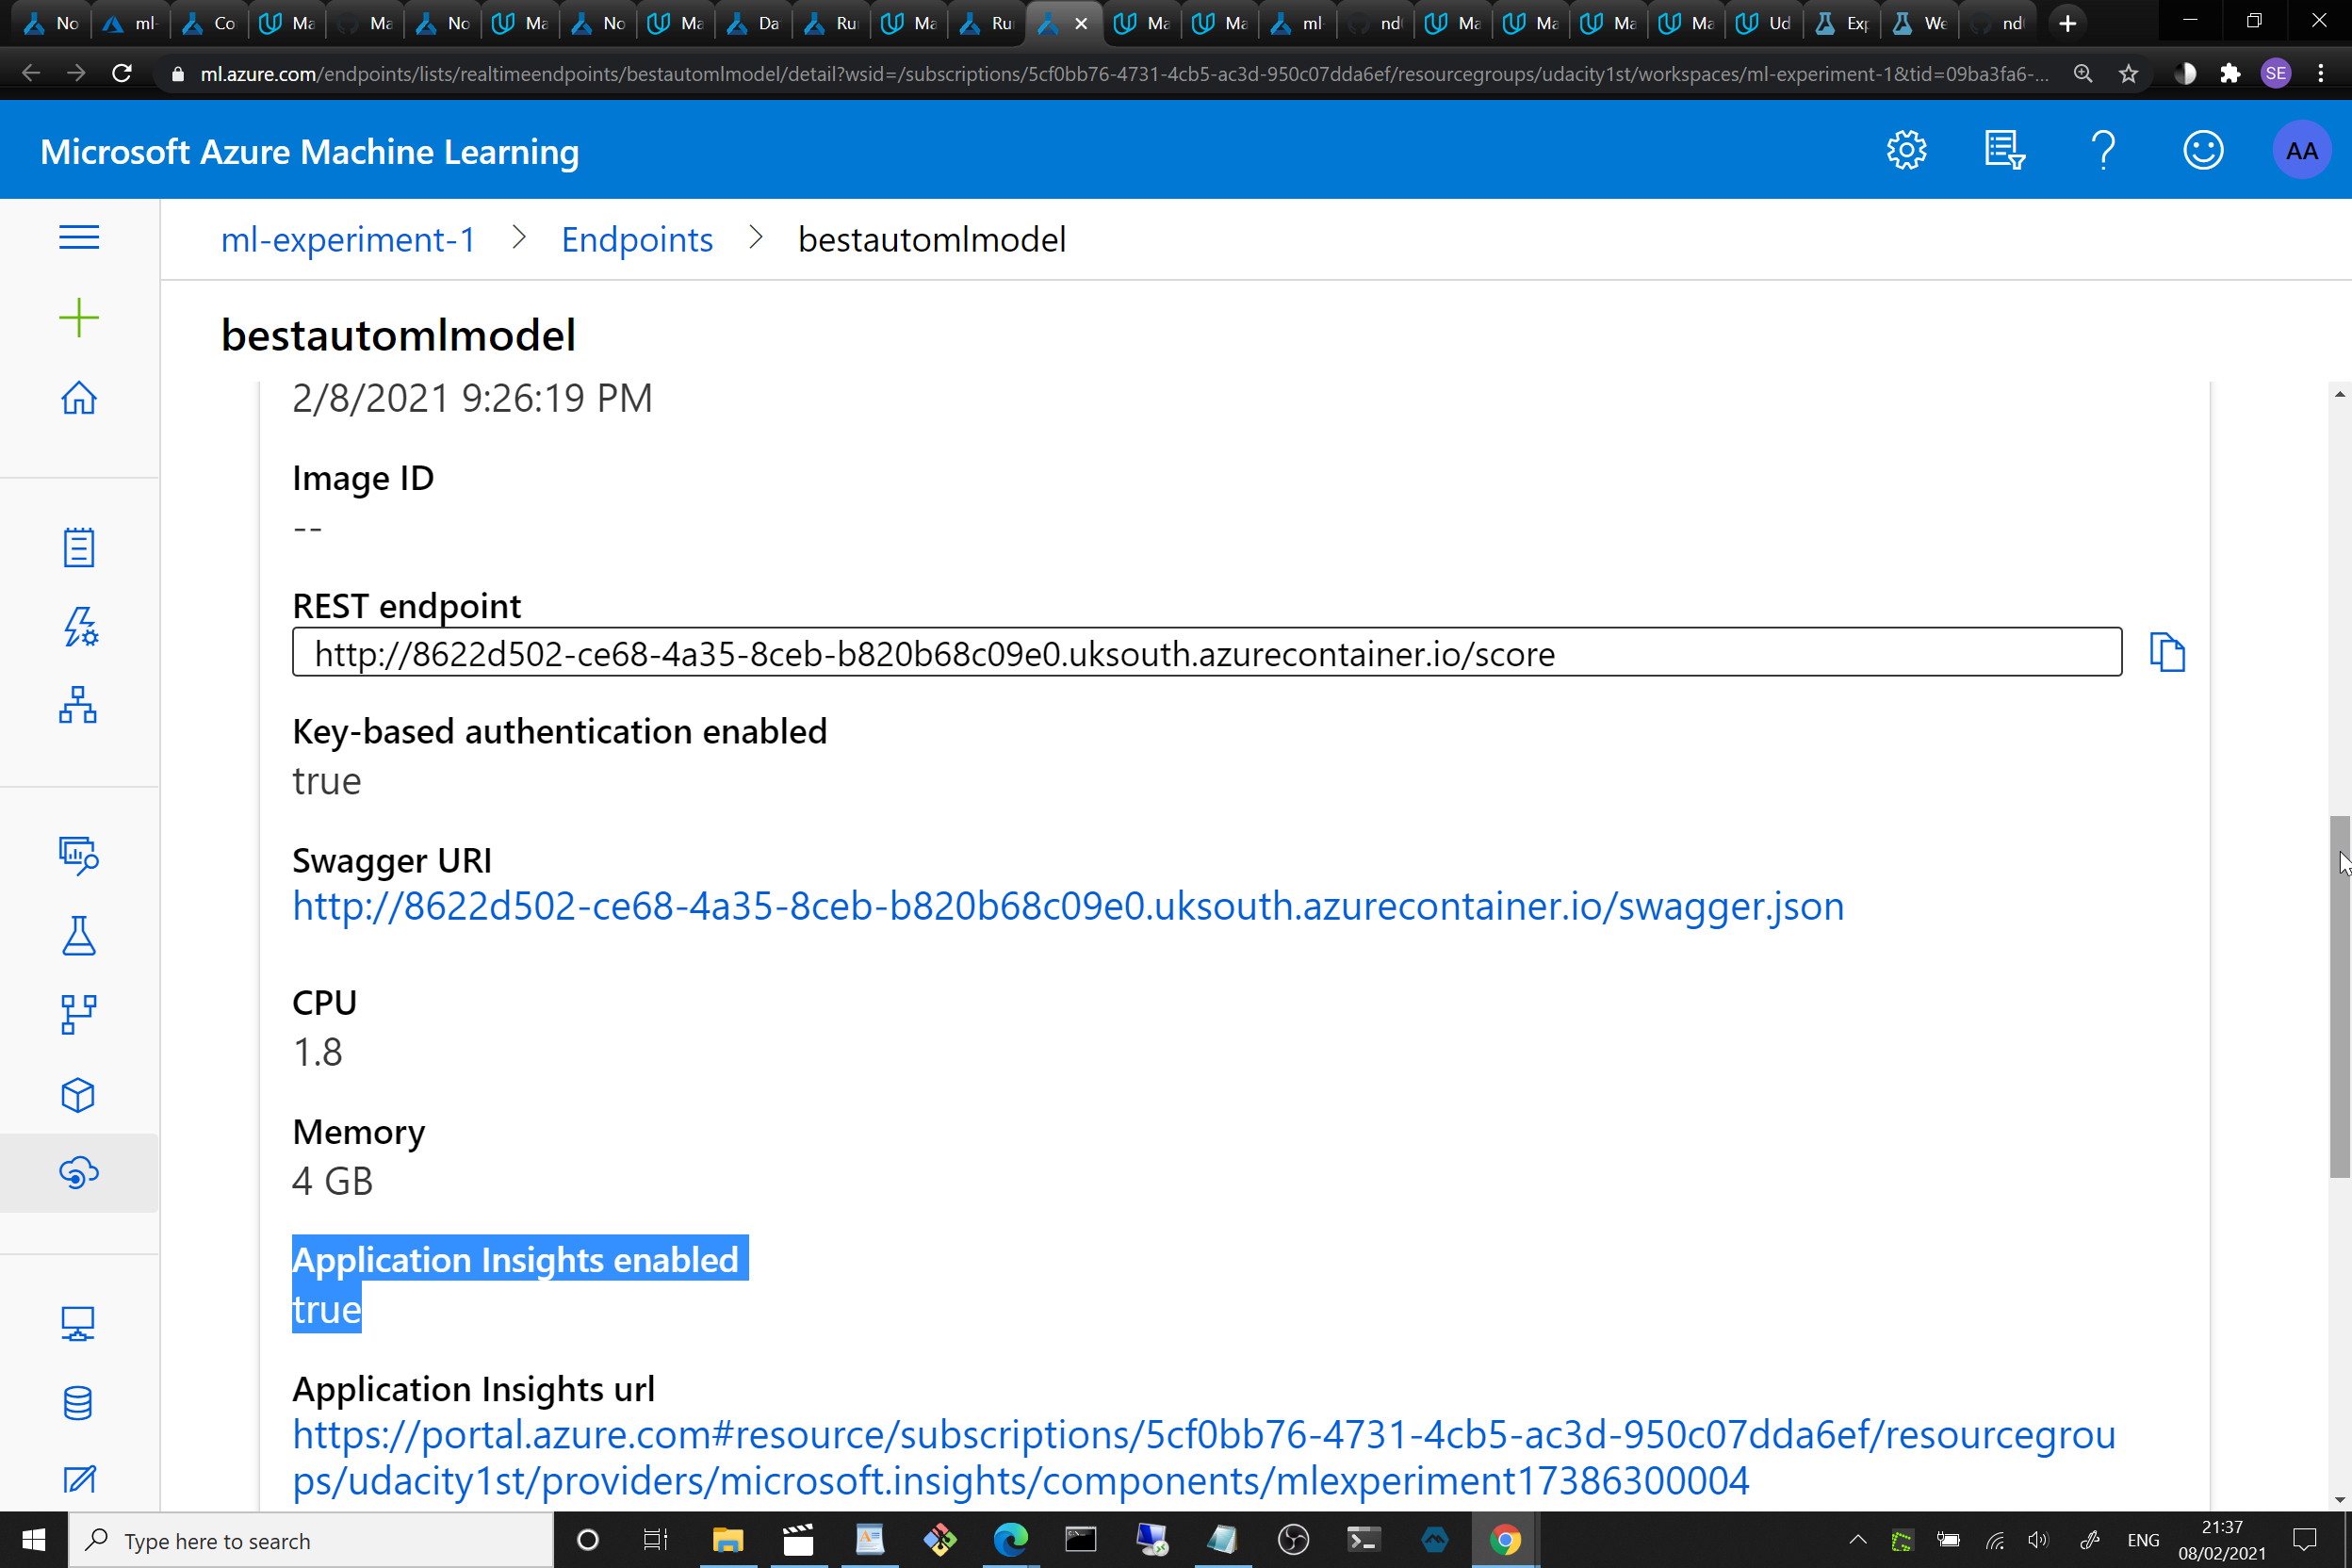 No ml- Co Ma Ma No Ma No Ma Da Ru Ma Ru Ma Ma ml nd Ma Ma Ma Ma Ud Exp We nd
ml.azure.com/endpoints/lists/realtimeendpoints/bestautomlmodel/detail?wsid=/subscriptions/5cf0bb76-4731-4cb5-ac3d-950c07dda6ef/resourcegroups/udacity1st/workspaces/ml-experiment-1&tid=09ba3fa6-...
SE
Microsoft Azure Machine Learning
AA
ml-experiment-1 > Endpoints > bestautomlmodel
bestautomlmodel
2/8/2021 9:26:19 PM
Image ID
--
REST endpoint
http://8622d502-ce68-4a35-8ceb-b820b68c09e0.uksouth.azurecontainer.io/score
Key-based authentication enabled
true
Swagger URI
http://8622d502-ce68-4a35-8ceb-b820b68c09e0.uksouth.azurecontainer.io/swagger.json
CPU
1.8
Memory
4 GB
Application Insights enabled
true
Application Insights url
https://portal.azure.com#resource/subscriptions/5cf0bb76-4731-4cb5-ac3d-950c07dda6ef/resourcegrou
ps/udacity1st/providers/microsoft.insights/components/mlexperiment17386300004
Type here to search
ENG
21:37
08/02/2021